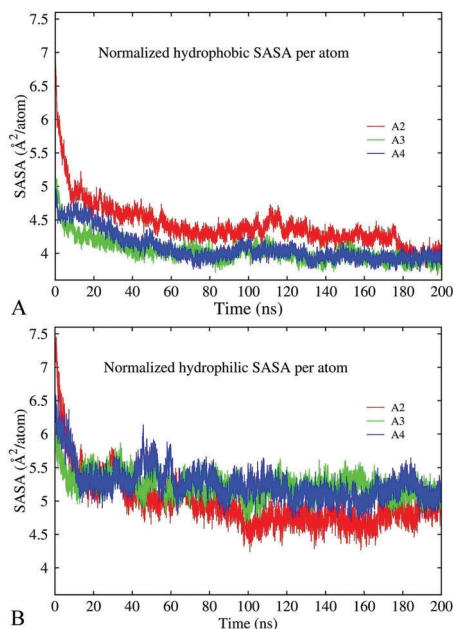 7.5
7
6.5
6
5.5
5
4.5
4
SASA (Å²/atom)
Normalized hydrophobic SASA per atom
A2
A3
A4
0 20 40 60 80 100 120 140 160 180 200
A
Time (ns)
7.5
7
6.5
6
5.5
5
4.5
4
SASA (Å²/atom)
Normalized hydrophilic SASA per atom
A2
A3
A4
0 20 40 60 80 100 120 140 160 180 200
B
Time (ns)